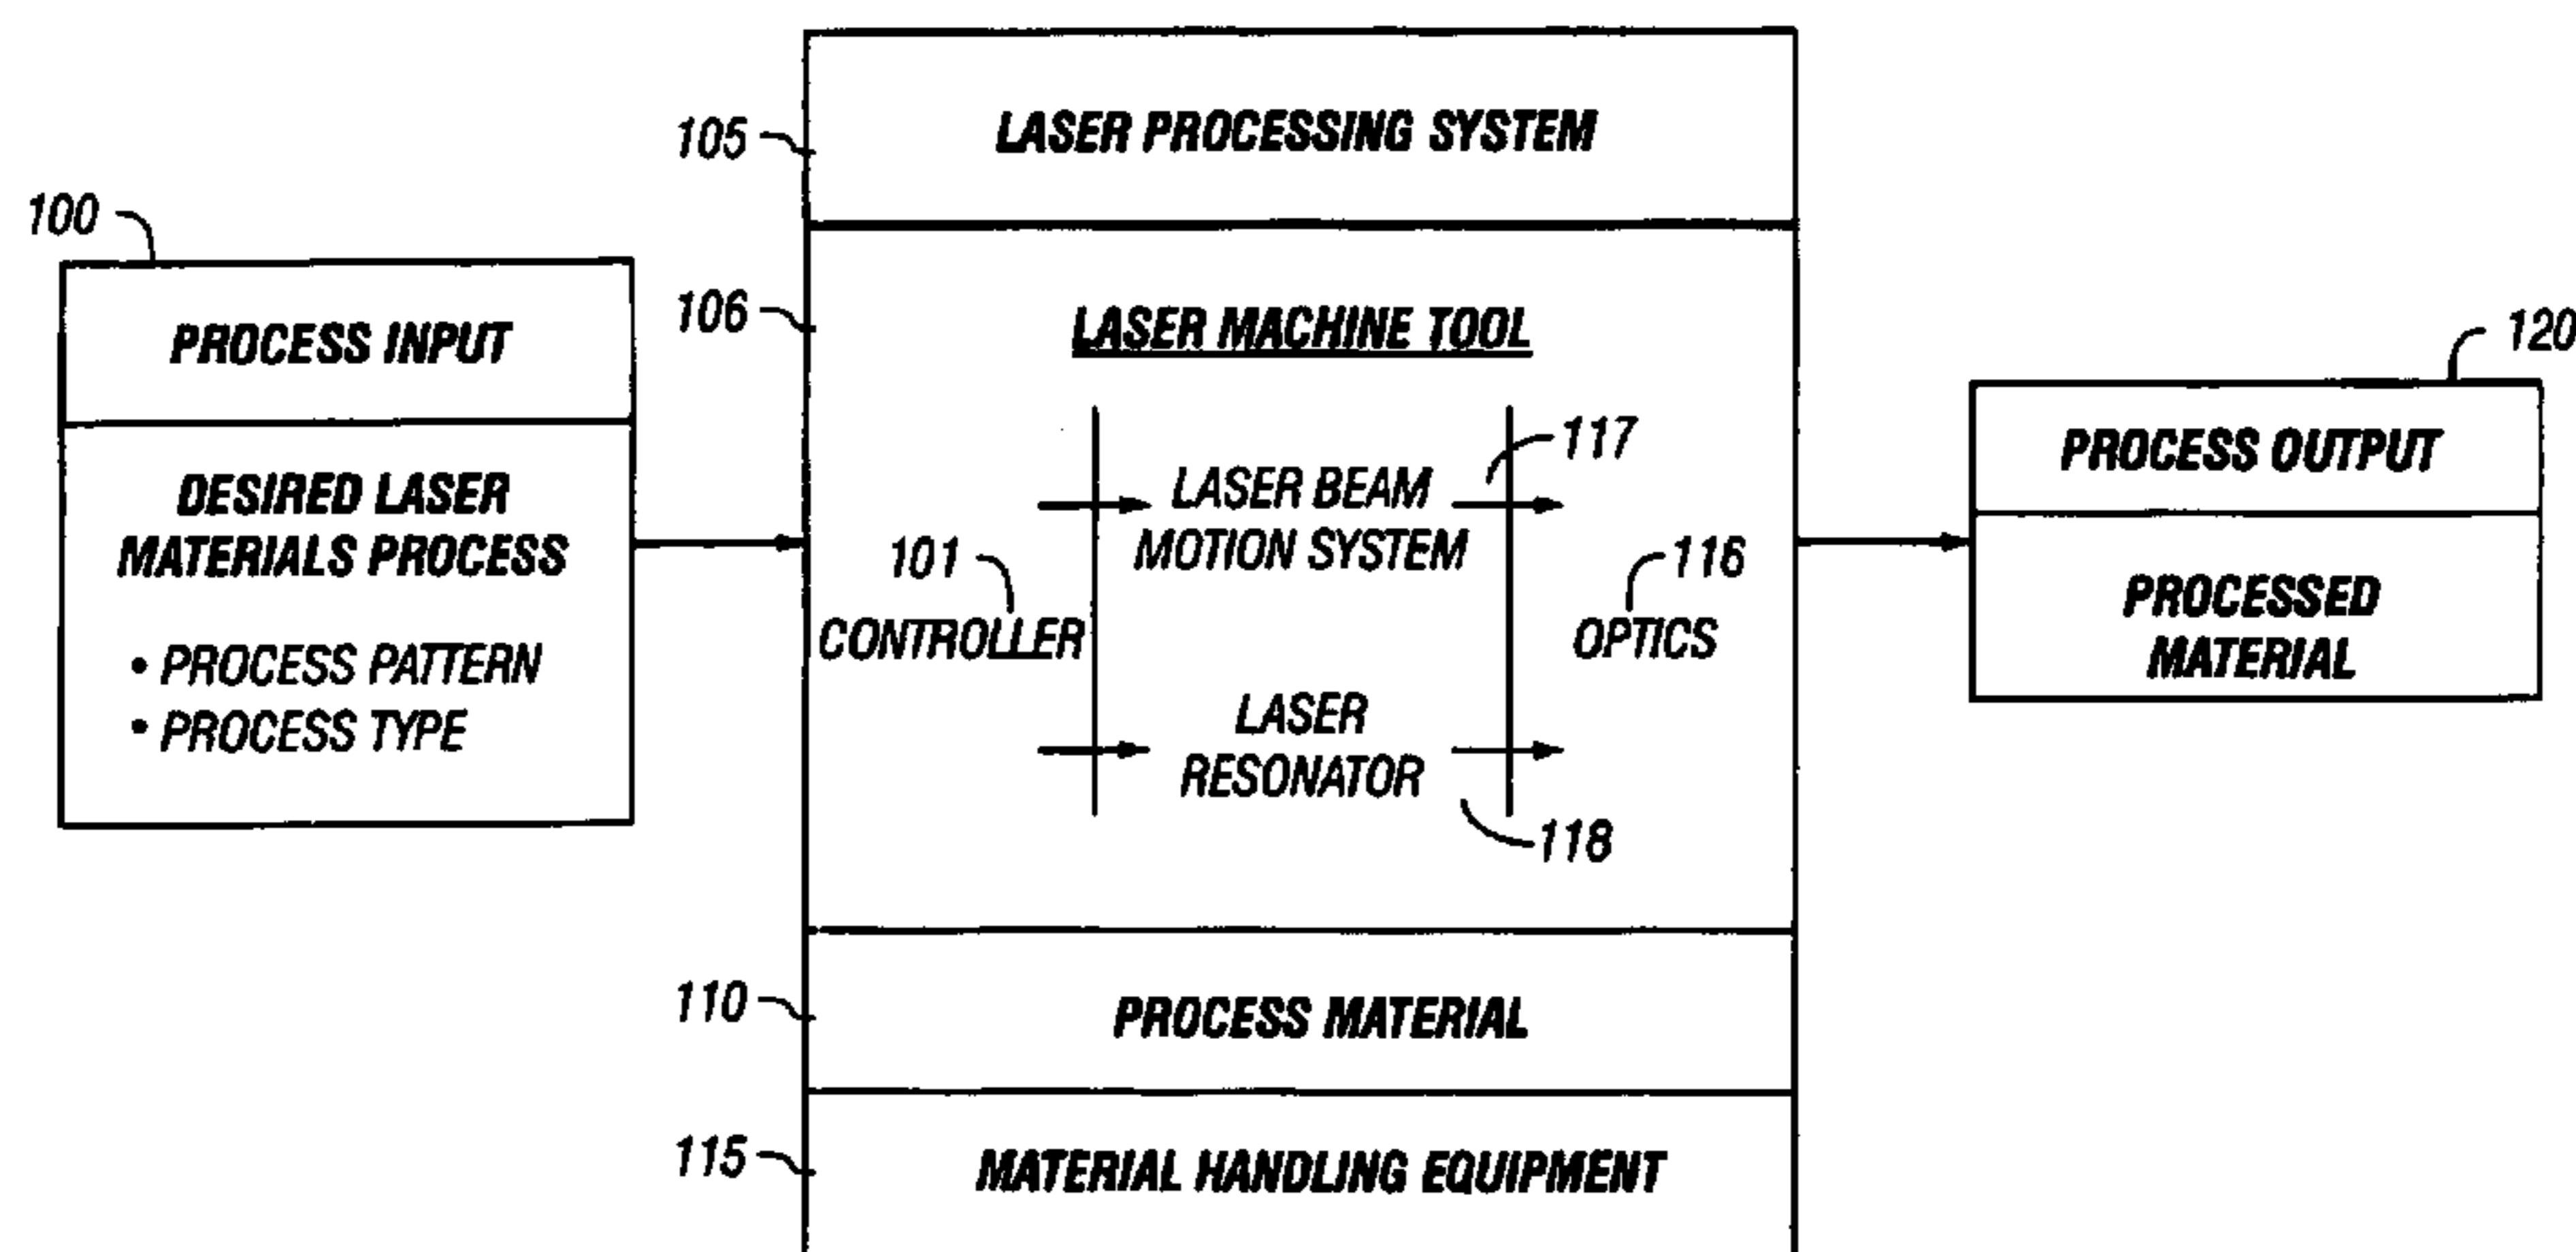 100
PROCESS INPUT
DESIRED LASER
MATERIALS PROCESS
• PROCESS PATTERN
• PROCESS TYPE
105
LASER PROCESSING SYSTEM
106
LASER MACHINE TOOL
101
CONTROLLER
LASER BEAM
MOTION SYSTEM
117
LASER
RESONATOR
118
116
OPTICS
110
PROCESS MATERIAL
115
MATERIAL HANDLING EQUIPMENT
120
PROCESS OUTPUT
PROCESSED
MATERIAL